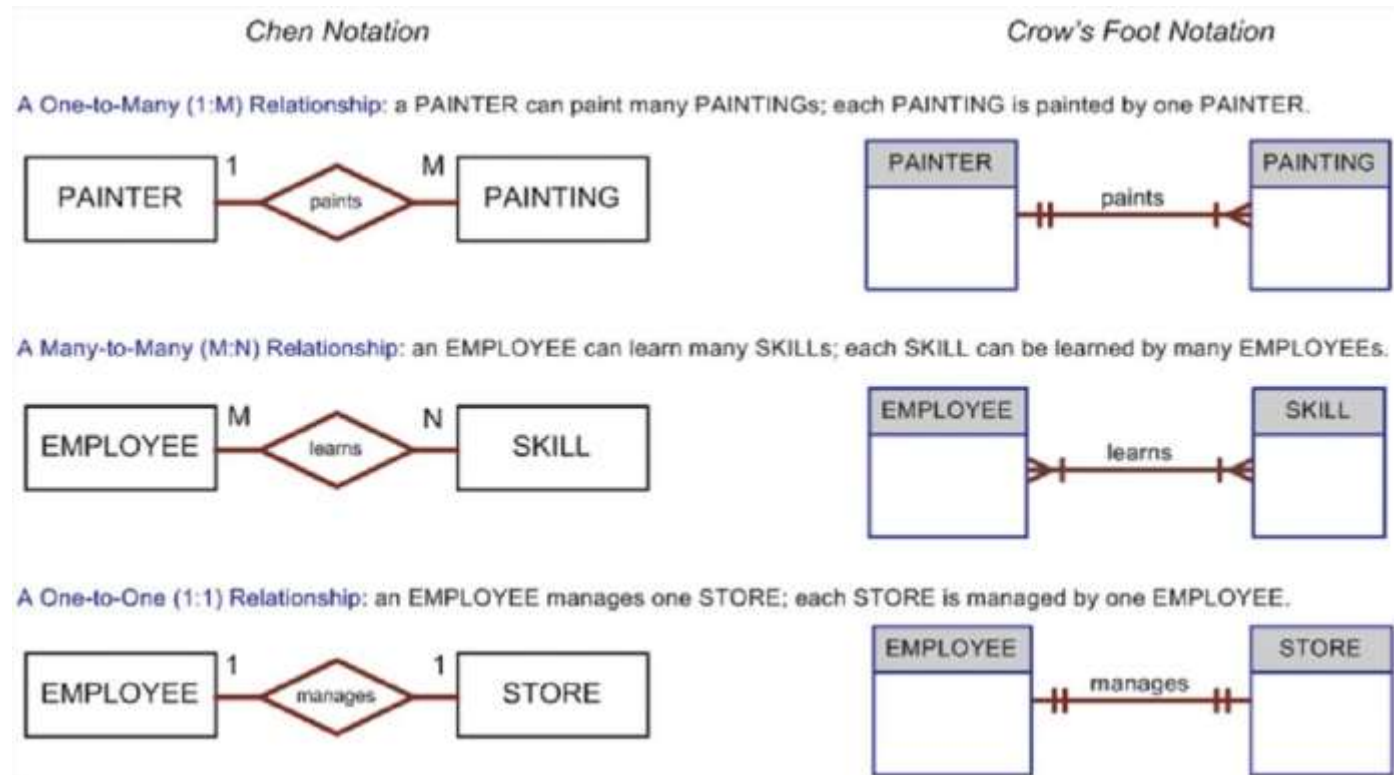 Chen Notation
Crow's Foot Notation
A One-to-Many (1:M) Relationship: a PAINTER can paint many PAINTINGs; each PAINTING is painted by one PAINTER.
PAINTER
1
paints
M
PAINTING
PAINTER
paints
PAINTING
A Many-to-Many (M:N) Relationship: an EMPLOYEE can learn many SKILLs; each SKILL can be learned by many EMPLOYEEs.
EMPLOYEE
M
learns
N
SKILL
EMPLOYEE
learns
SKILL
A One-to-One (1:1) Relationship: an EMPLOYEE manages one STORE; each STORE is managed by one EMPLOYEE.
EMPLOYEE
1
manages
1
STORE
EMPLOYEE
manages
STORE